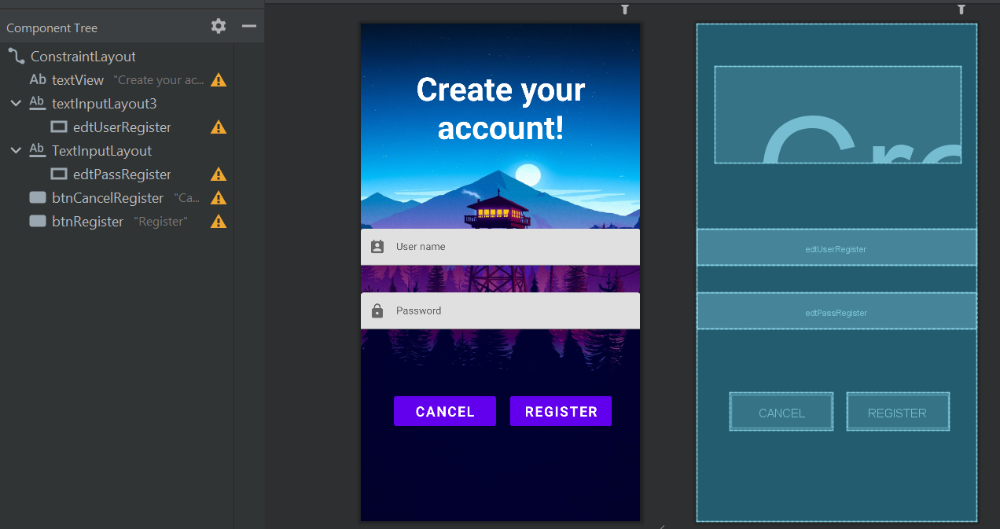 Component Tree
ConstraintLayout
Ab textView "Create your ac...
Ab textInputLayout3
edtUserRegister
Ab TextInputLayout
edtPassRegister
btnCancelRegister "Ca...
btnRegister "Register"
Create your
account!
User name
Password
CANCEL REGISTER
Cre
edtUserRegister
edtPassRegister
CANCEL REGISTER